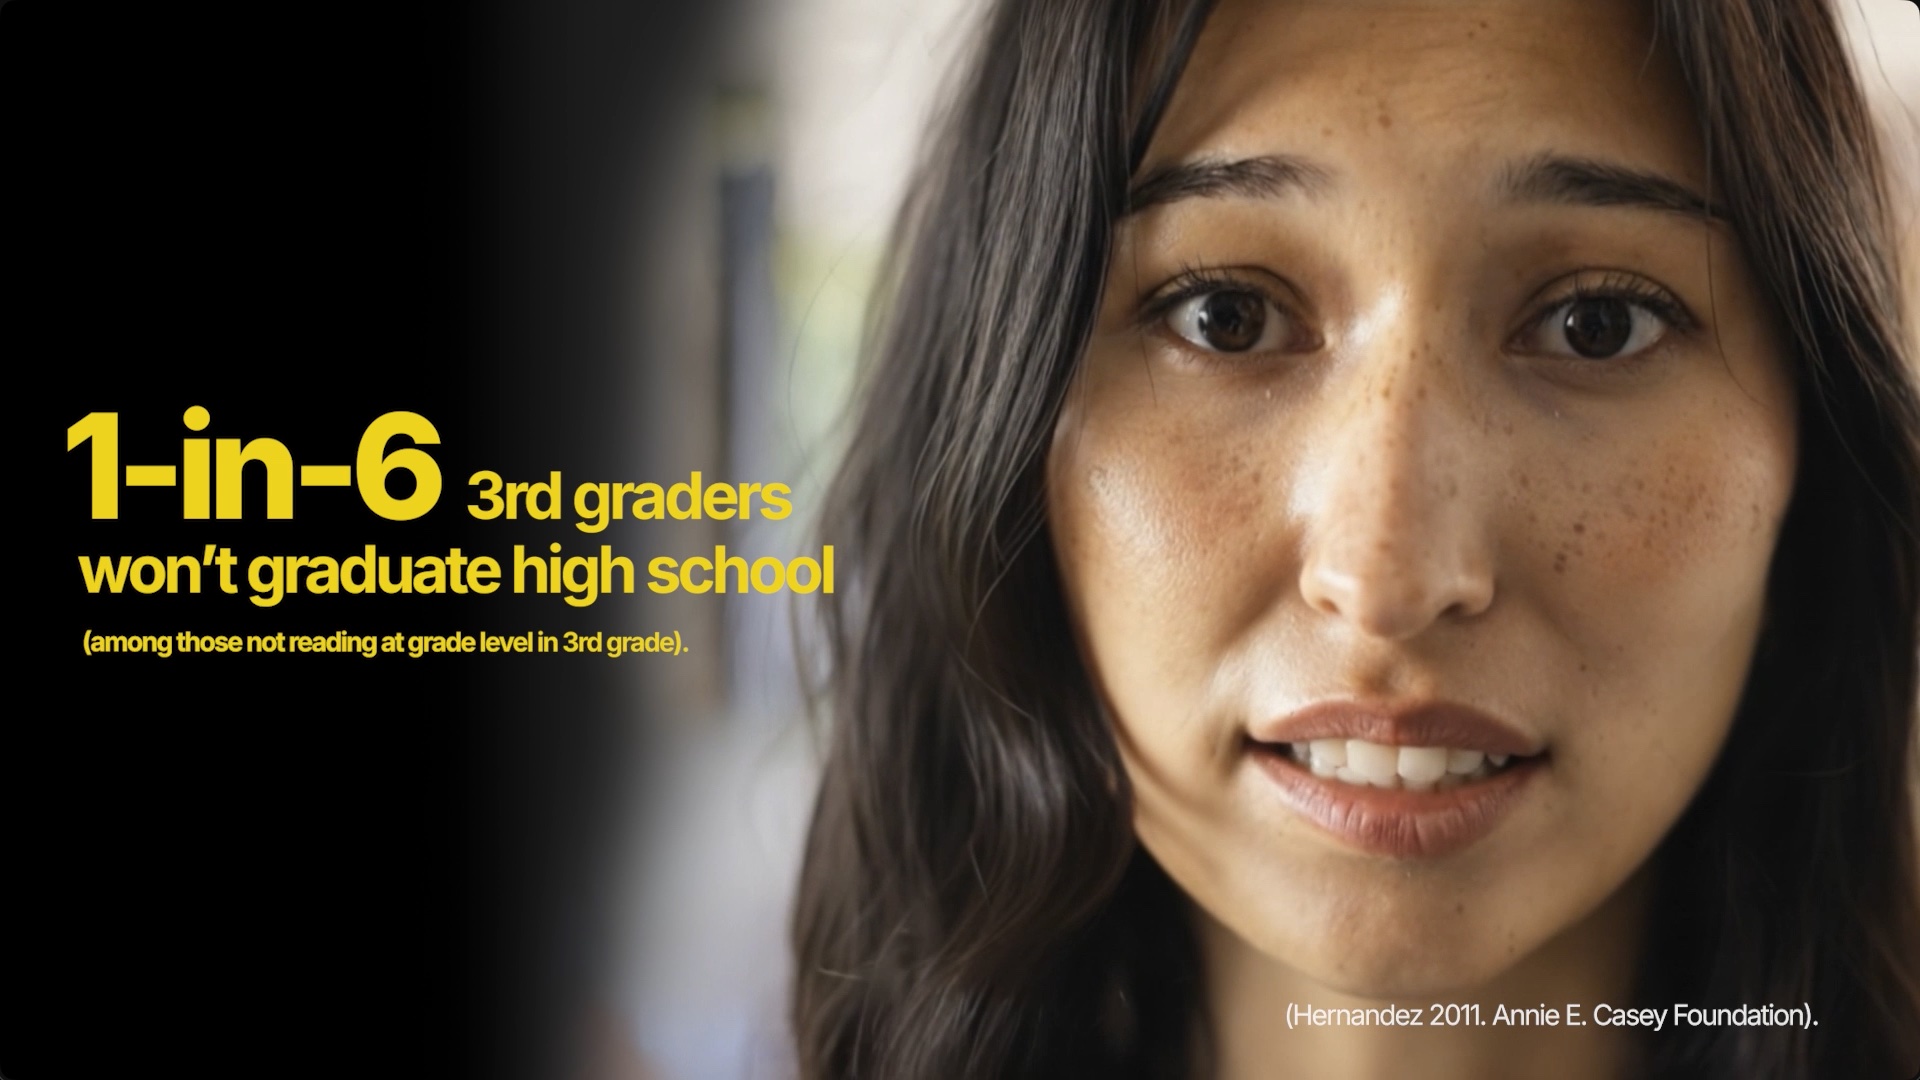 1-in-6 3rd graders
won’t graduate high school
(among those not reading at grade level in 3rd grade).
(Hernandez 2011. Annie E. Casey Foundation).